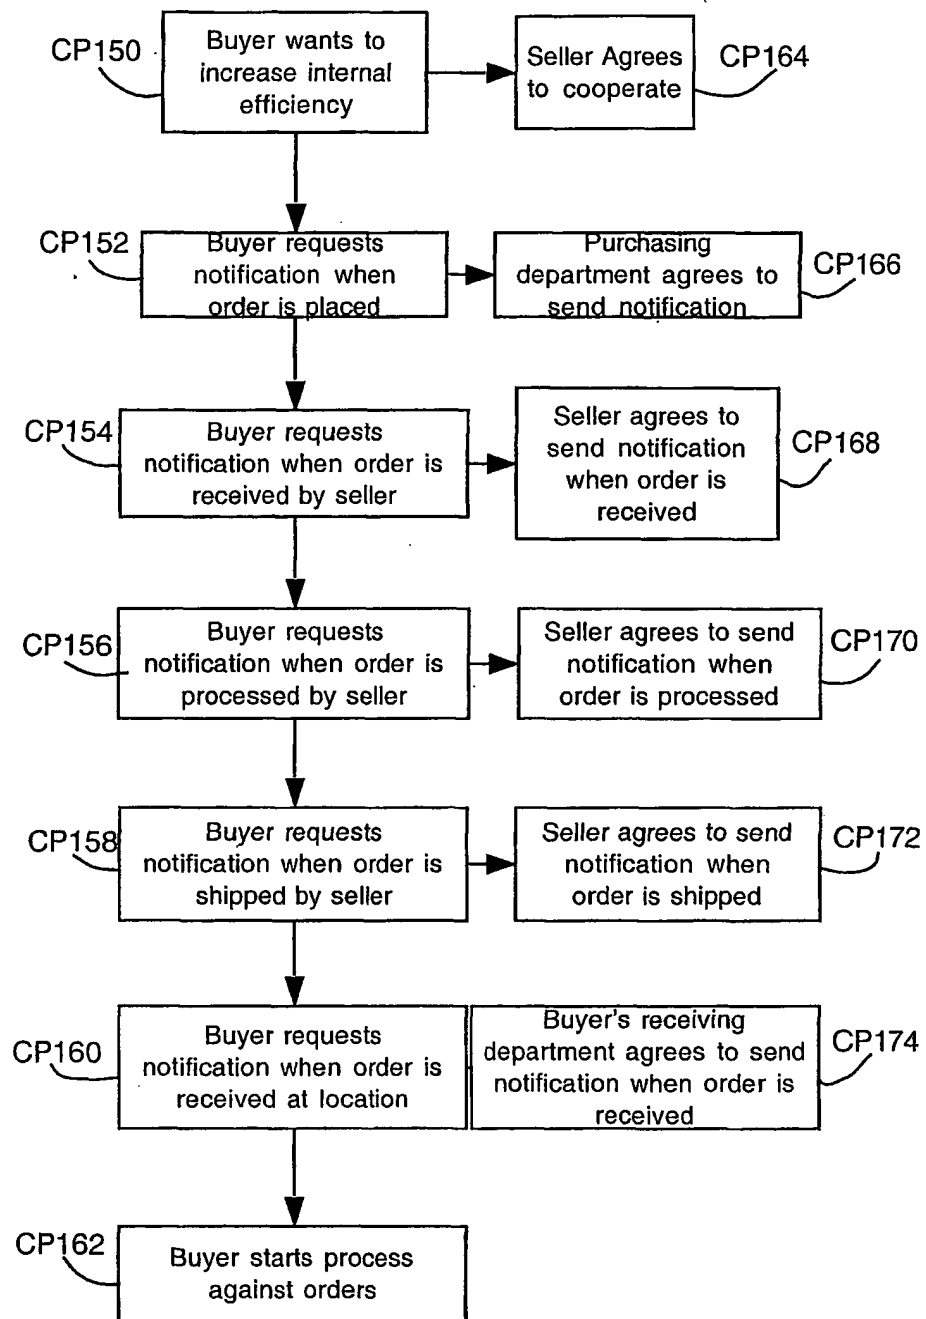 CP150
Buyer wants to
increase internal
efficiency
Seller Agrees
to cooperate
CP164
CP152
Buyer requests
notification when
order is placed
Purchasing
department agrees to
send notification
CP166
CP154
Buyer requests
notification when order is
received by seller
Seller agrees to
send notification
when order is
received
CP168
CP156
Buyer requests
notification when order is
processed by seller
Seller agrees to send
notification when
order is processed
CP170
CP158
Buyer requests
notification when order is
shipped by seller
Seller agrees to send
notification when
order is shipped
CP172
CP160
Buyer requests
notification when order is
received at location
Buyer's receiving
department agrees to send
notification when order is
received
CP174
CP162
Buyer starts process
against orders